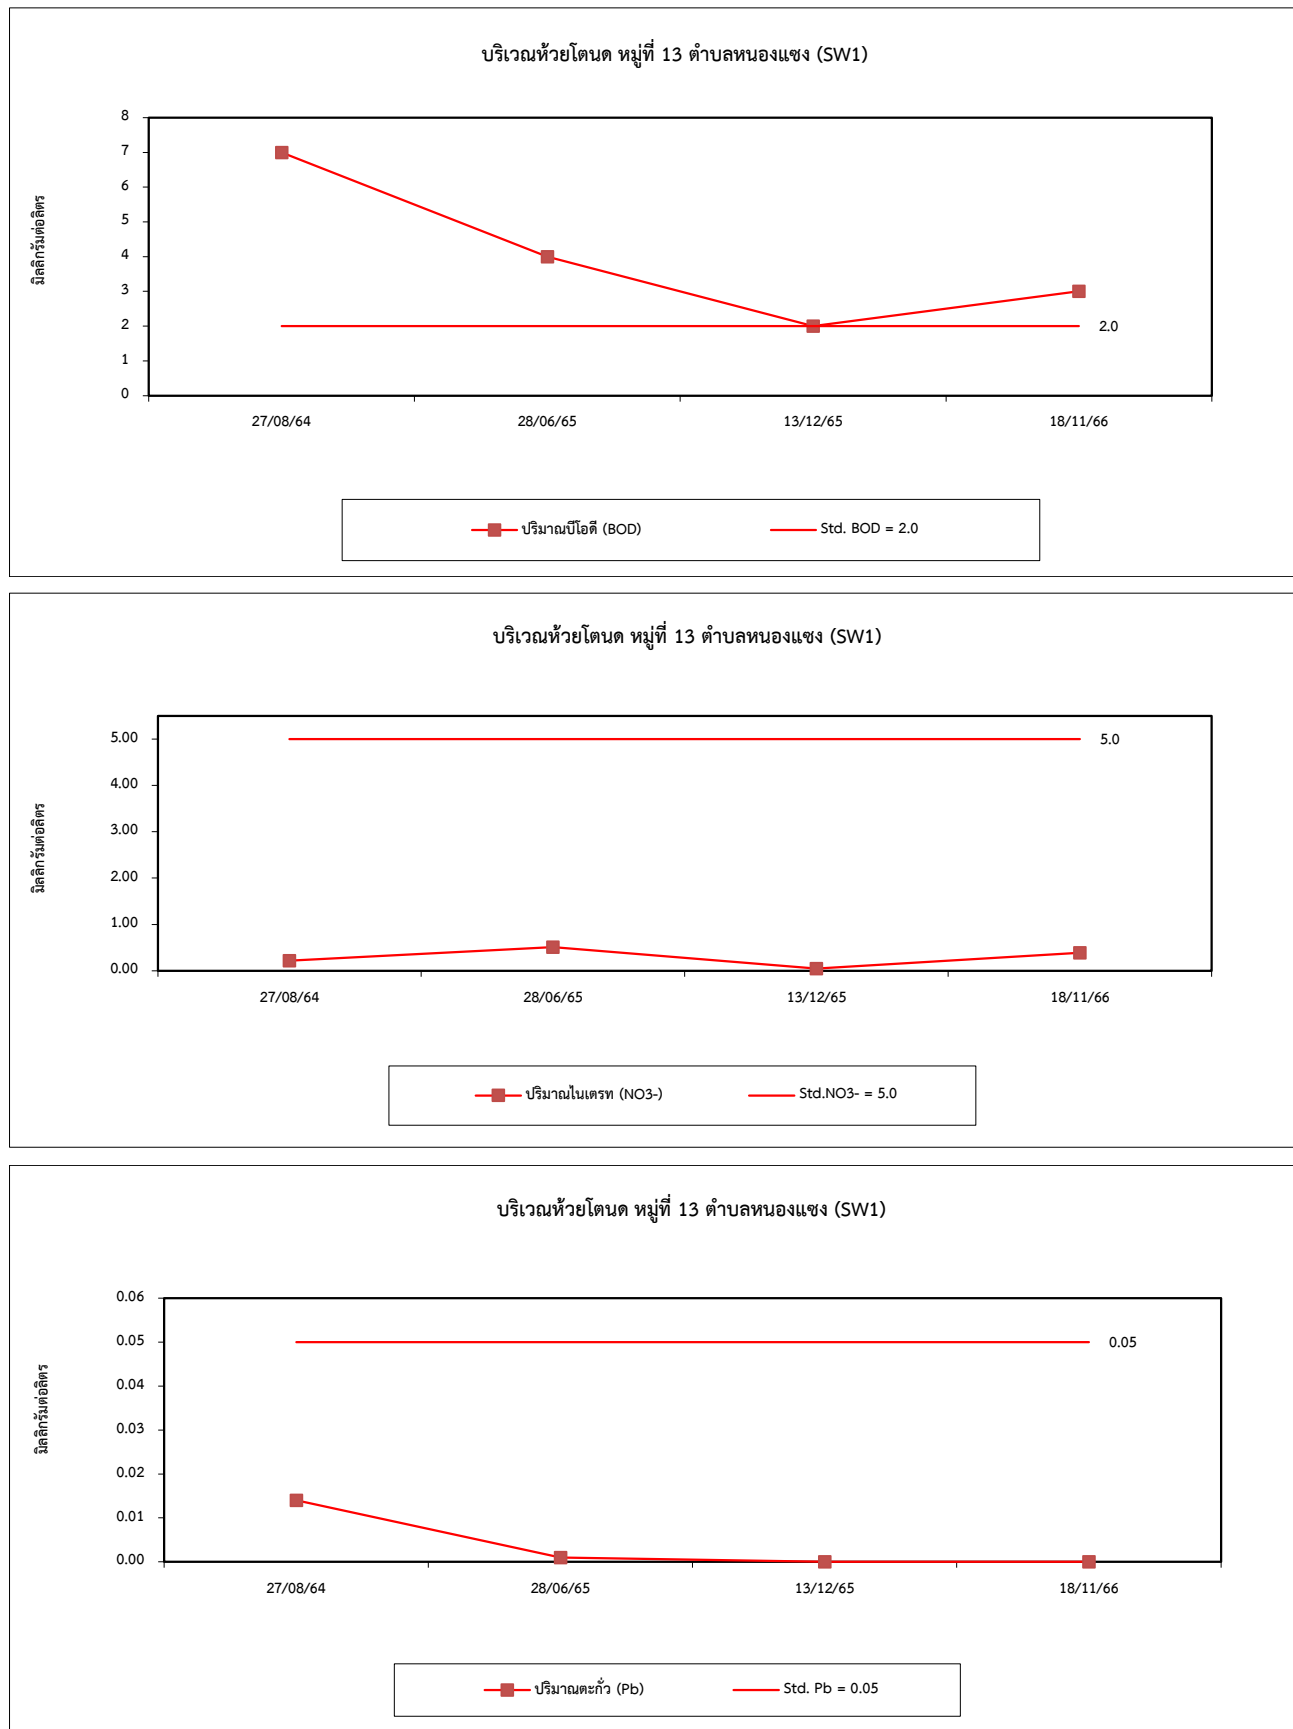 บริเวณห้วยโตนด หมู่ที่ 13 ตำบลหนองแซง (SW1)
มิลลิกรัมต่อลิตร
8
7
6
5
4
3
2
1
0
2.0
27/08/64 28/06/65 13/12/65 18/11/66
ปริมาณบีโอดี (BOD) Std. BOD = 2.0
บริเวณห้วยโตนด หมู่ที่ 13 ตำบลหนองแซง (SW1)
มิลลิกรัมต่อลิตร
5.00
4.00
3.00
2.00
1.00
0.00
5.0
27/08/64 28/06/65 13/12/65 18/11/66
ปริมาณไนเตรท (NO3-) Std.NO3- = 5.0
บริเวณห้วยโตนด หมู่ที่ 13 ตำบลหนองแซง (SW1)
มิลลิกรัมต่อลิตร
0.06
0.05
0.04
0.03
0.02
0.01
0.00
0.05
27/08/64 28/06/65 13/12/65 18/11/66
ปริมาณตะกั่ว (Pb) Std. Pb = 0.05